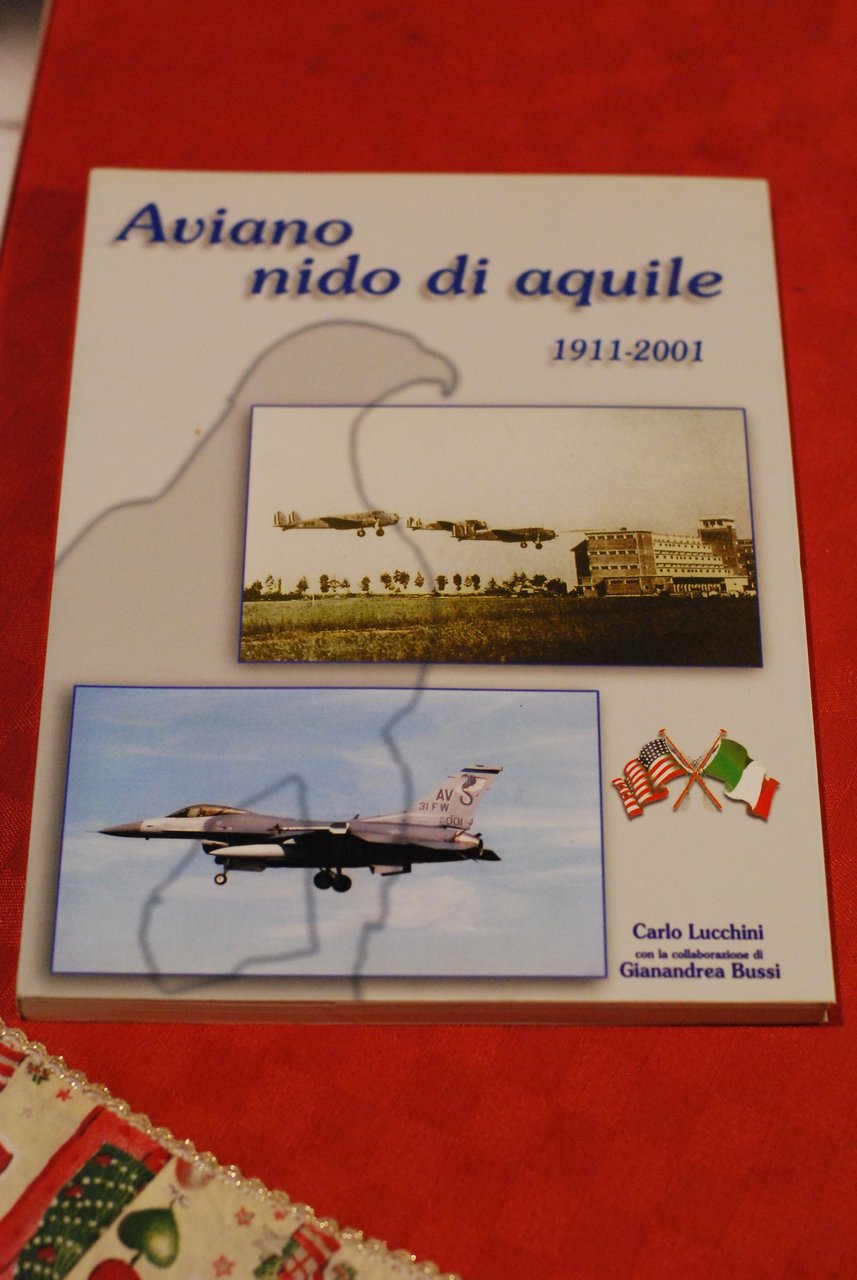 Aviano
nido di aquile
1911-2001
AV
31 FW
001
Carlo Lucchini
con la collaborazione di
Gianandrea Bussi